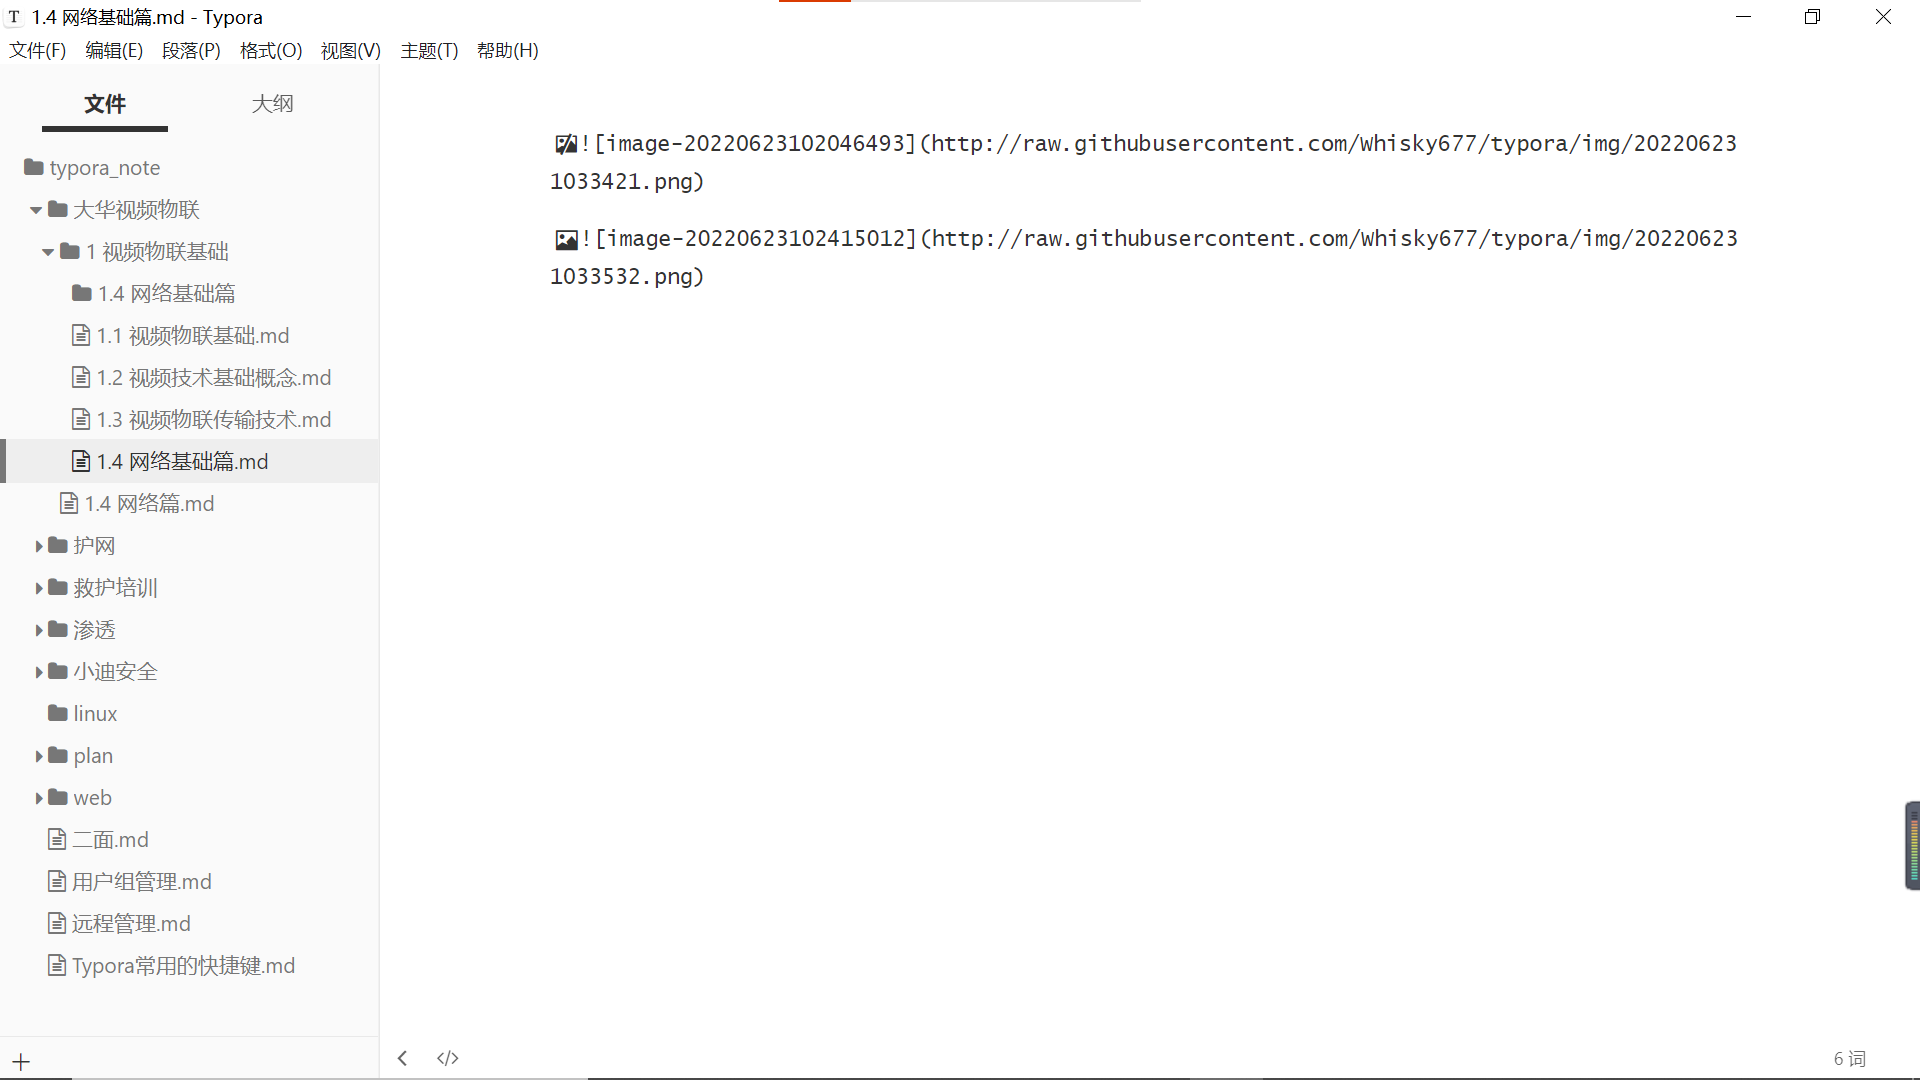 1.4 网络基础篇.md - Typora
文件(F) 编辑(E) 段落(P) 格式(O) 视图(V) 主题(T) 帮助(H)
文件 大纲
typora_note
大华视频物联
1 视频物联基础
1.4 网络基础篇
1.1 视频物联基础.md
1.2 视频技术基础概念.md
1.3 视频物联传输技术.md
1.4 网络基础篇.md
1.4 网络篇.md
护网
救护培训
渗透
小迪安全
linux
plan
web
二面.md
用户组管理.md
远程管理.md
Typora常用的快捷键.md
![image-20220623102046493](http://raw.githubusercontent.com/Whisky677/typora/img/20220623
1033421.png)
![image-20220623102415012](http://raw.githubusercontent.com/Whisky677/typora/img/20220623
1033532.png)
6 词